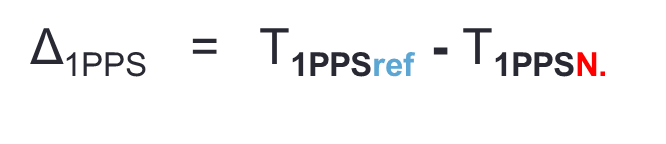 Δ1PPS = T1PPSref - T1PPSN.